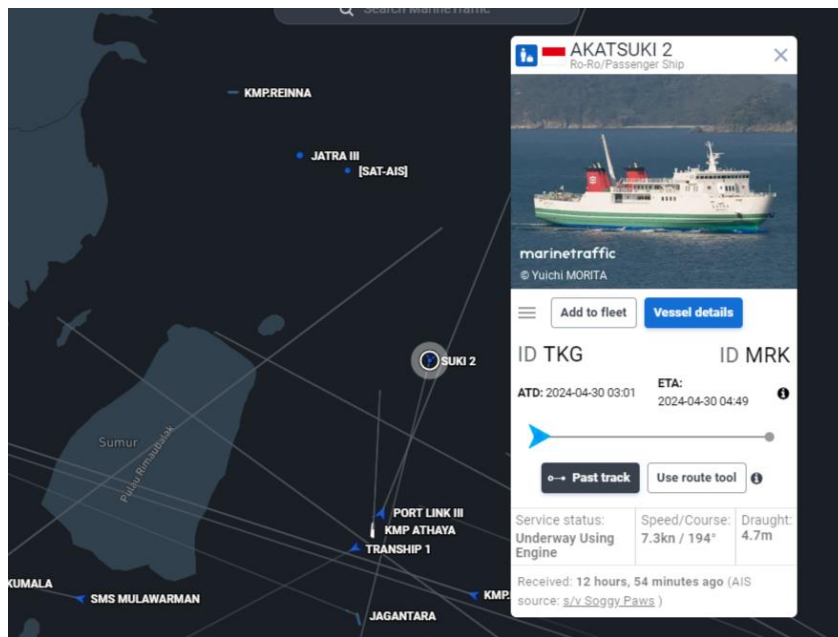 Search MarineTraffic
KMP.REINNA
JATRA III
[SAT-AIS]
SUKI 2
Sumur
Pulau Rimaubalak
PORT LINK III
KMP ATHAYA
TRANSHIP 1
KUMALA
SMS MULAWARMAN
KMP.
JAGANTARA
AKATSUKI 2
Ro-Ro/Passenger Ship
marinetraffic
© Yuichi MORITA
Add to fleet
Vessel details
ID TKG
ID MRK
ATD: 2024-04-30 03:01
ETA:
2024-04-30 04:49
Past track
Use route tool
Service status:
Underway Using
Engine
Speed/Course:
7.3kn / 194°
Draught:
4.7m
Received: 12 hours, 54 minutes ago (AIS
source: s/v Soggy Paws )